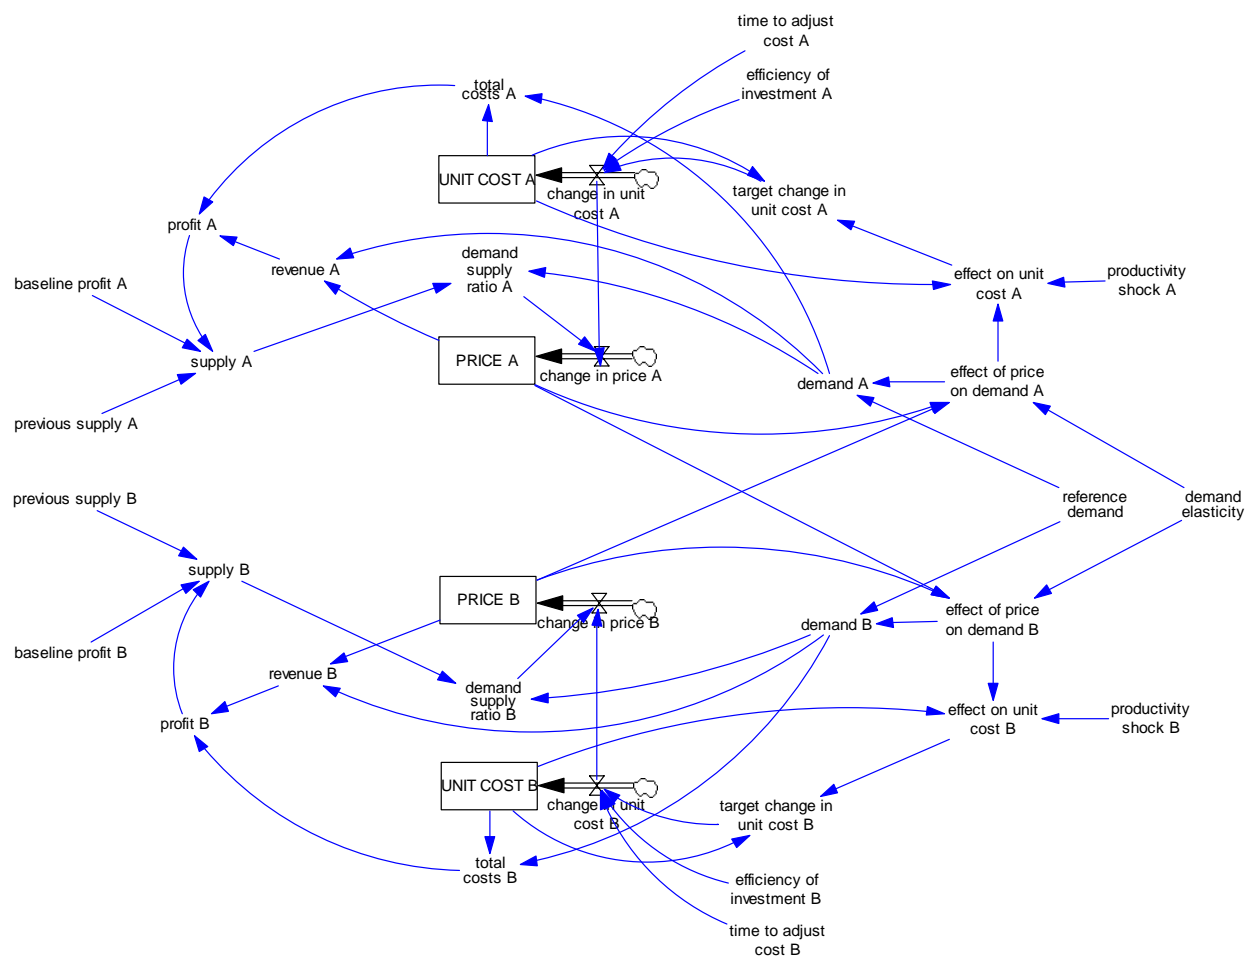 time to adjust
cost A
efficiency of
investment A
total
costs A
UNIT COST A
change in unit
cost A
target change in
unit cost A
profit A
revenue A
demand
supply
ratio A
effect on unit
cost A
productivity
shock A
baseline profit A
supply A
PRICE A
change in price A
demand A
effect of price
on demand A
previous supply A
previous supply B
reference
demand
demand
elasticity
supply B
PRICE B
change in price B
demand B
effect of price
on demand B
baseline profit B
revenue B
demand
supply
ratio B
profit B
effect on unit
cost B
productivity
shock B
UNIT COST B
change in unit
cost B
target change in
unit cost B
total
costs B
efficiency of
investment B
time to adjust
cost B